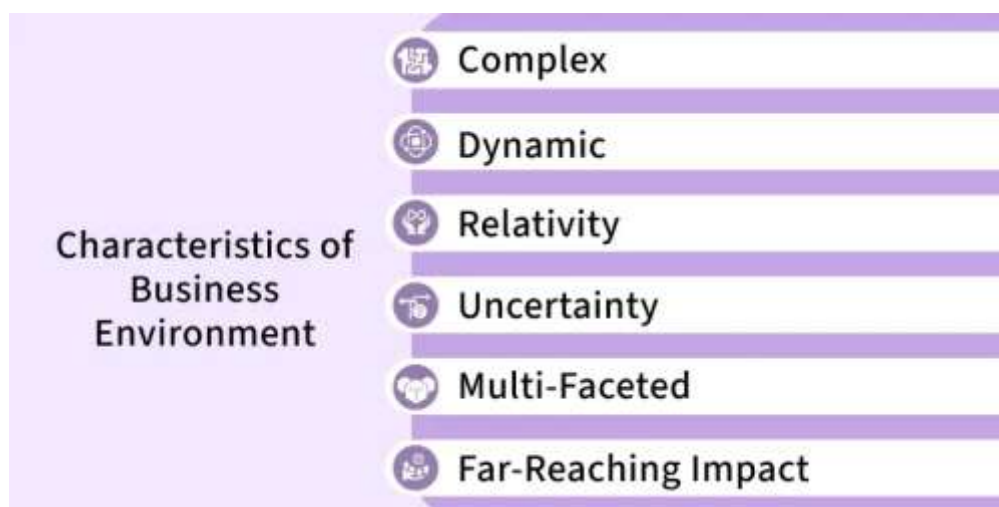 Characteristics of
Business
Environment
Complex
Dynamic
Relativity
Uncertainty
Multi-Faceted
Far-Reaching Impact